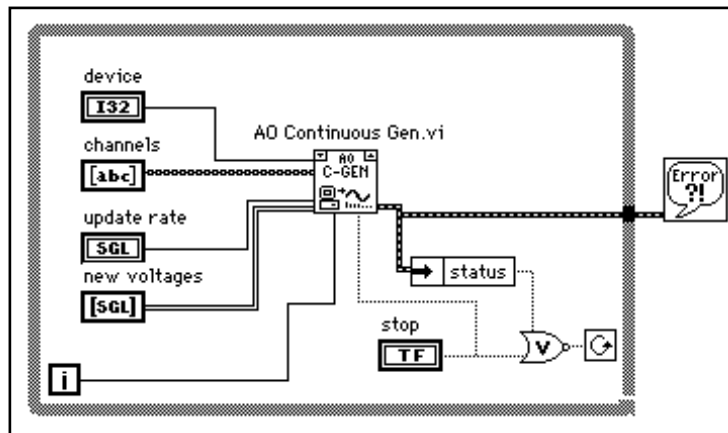 device
I32
AO Continuous Gen.vi
channels
[abc]
AO
C-GEN
Error
?!
update rate
SGL
new voltages
[SGL]
status
stop
TF
V
i